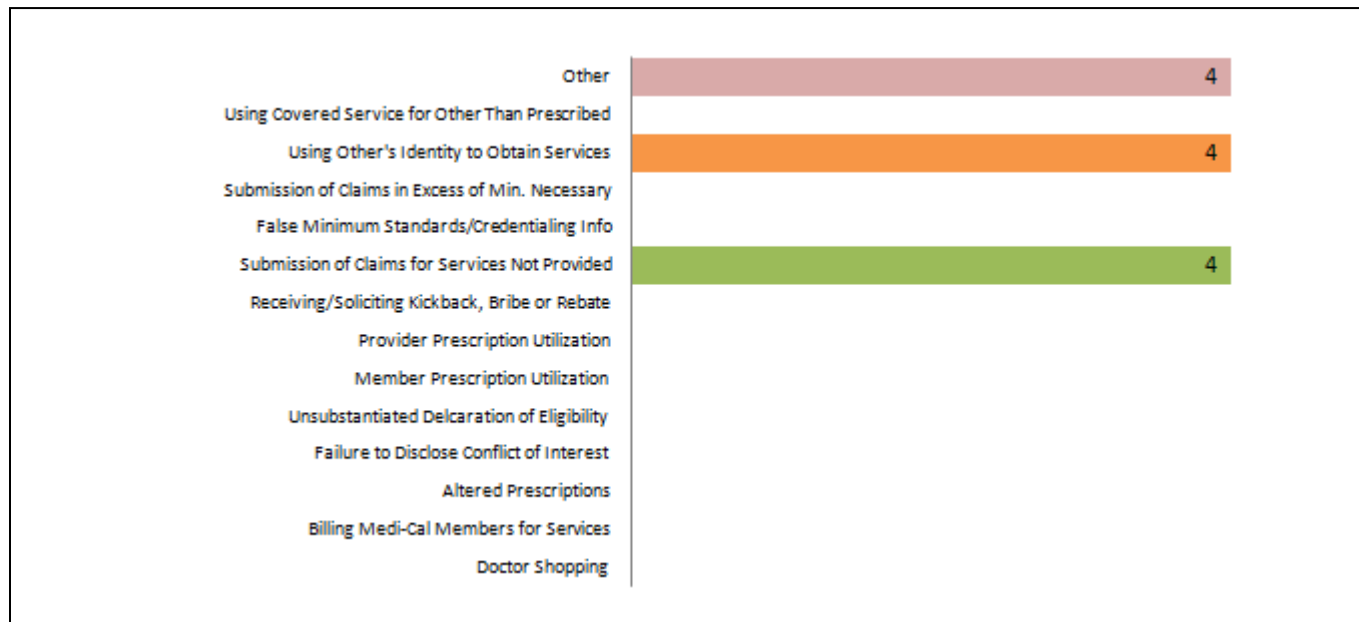 Other 4
Using Covered Service for Other Than Prescribed
Using Other's Identity to Obtain Services 4
Submission of Claims in Excess of Min. Necessary
False Minimum Standards/Credentialing Info
Submission of Claims for Services Not Provided 4
Receiving/Soliciting Kickback, Bribe or Rebate
Provider Prescription Utilization
Member Prescription Utilization
Unsubstantiated Delcaration of Eligibility
Failure to Disclose Conflict of Interest
Altered Prescriptions
Billing Medi-Cal Members for Services
Doctor Shopping